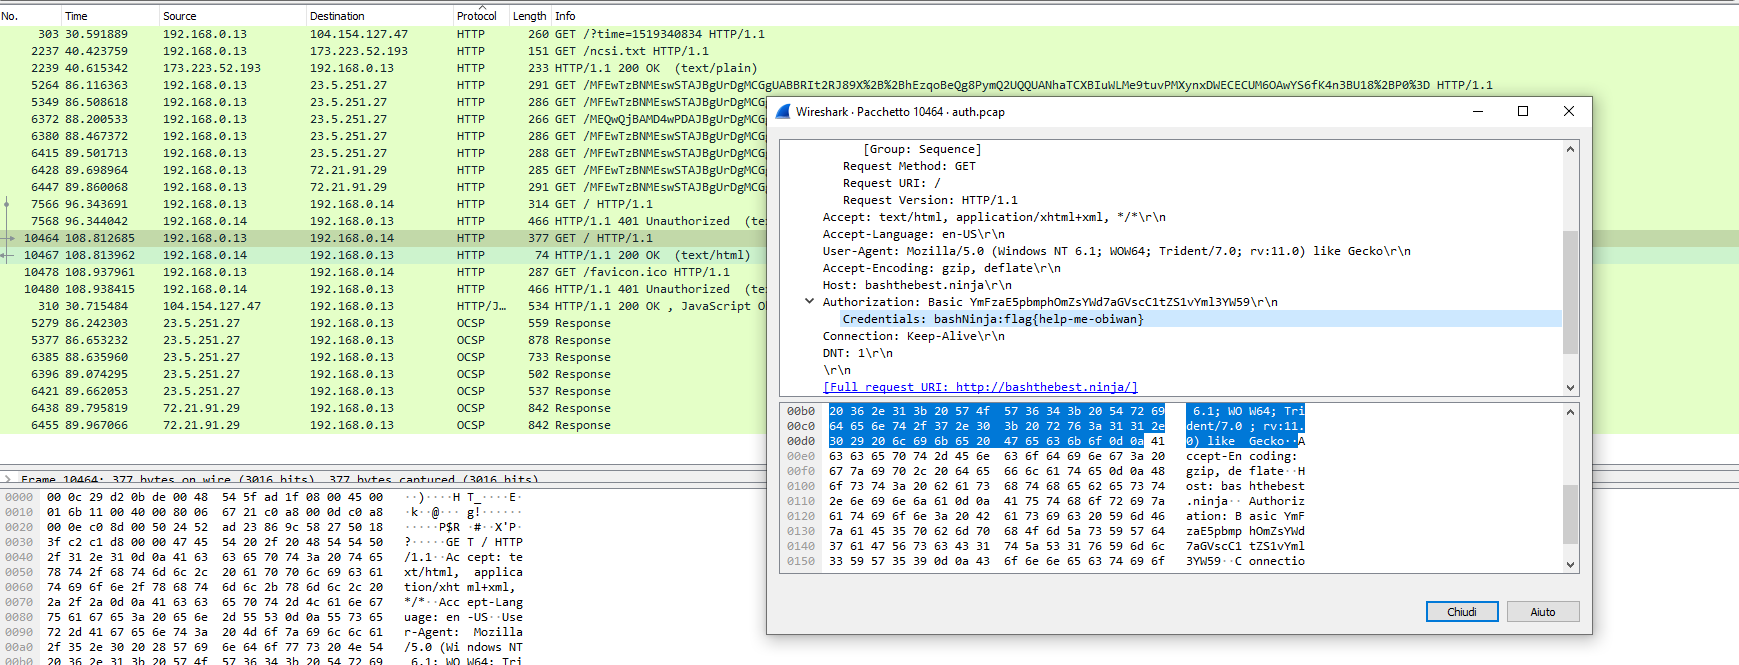 No. Time Source Destination Protocol Length Info
303 30.591889 192.168.0.13 104.154.127.47 HTTP 260 GET /?time=1519340834 HTTP/1.1
2237 40.423759 192.168.0.13 173.223.52.193 HTTP 151 GET /ncsi.txt HTTP/1.1
2239 40.615342 173.223.52.193 192.168.0.13 HTTP 233 HTTP/1.1 200 OK (text/plain)
5264 86.116363 192.168.0.13 23.5.251.27 HTTP 291 GET /MFEwTzBNMEswSTAJBgUrDgMCGgUABBRIt2RJ89X%2B%2BhEzqoBeQg8PymQ2UQQUANhaTCXBIuWLMe9tuvPMXynxDWECECUM6OAwYS6fK4n3BU18%2BP0%3D HTTP/1.1
5349 86.508618 192.168.0.13 23.5.251.27 HTTP 286 GET /MFEwTzBNMEswSTAJBgUrDgMCGg
6372 88.200533 192.168.0.13 23.5.251.27 HTTP 266 GET /MEQwQjBAMD4wPDAJBgUrDgMCGg
6380 88.467372 192.168.0.13 23.5.251.27 HTTP 286 GET /MFEwTzBNMEswSTAJBgUrDgMCGg
6415 89.501713 192.168.0.13 23.5.251.27 HTTP 288 GET /MFEwTzBNMEswSTAJBgUrDgMCGg
6428 89.698964 192.168.0.13 72.21.91.29 HTTP 285 GET /MFEwTzBNMEswSTAJBgUrDgMCGg
6447 89.860068 192.168.0.13 72.21.91.29 HTTP 291 GET /MFEwTzBNMEswSTAJBgUrDgMCGg
7566 96.343691 192.168.0.13 192.168.0.14 HTTP 314 GET / HTTP/1.1
7568 96.344042 192.168.0.14 192.168.0.13 HTTP 466 HTTP/1.1 401 Unauthorized (te
10464 108.812685 192.168.0.13 192.168.0.14 HTTP 377 GET / HTTP/1.1
10467 108.813962 192.168.0.14 192.168.0.13 HTTP 74 HTTP/1.1 200 OK (text/html)
10478 108.937961 192.168.0.13 192.168.0.14 HTTP 287 GET /favicon.ico HTTP/1.1
10480 108.938415 192.168.0.14 192.168.0.13 HTTP 466 HTTP/1.1 401 Unauthorized (te
310 30.715484 104.154.127.47 192.168.0.13 HTTP/J… 534 HTTP/1.1 200 OK , JavaScript O
5279 86.242303 23.5.251.27 192.168.0.13 OCSP 559 Response
5377 86.653232 23.5.251.27 192.168.0.13 OCSP 878 Response
6385 88.635960 23.5.251.27 192.168.0.13 OCSP 733 Response
6396 89.074295 23.5.251.27 192.168.0.13 OCSP 502 Response
6421 89.662053 23.5.251.27 192.168.0.13 OCSP 537 Response
6438 89.795819 72.21.91.29 192.168.0.13 OCSP 842 Response
6455 89.967066 72.21.91.29 192.168.0.13 OCSP 842 Response
Frame 10464: 377 bytes on wire (3016 bits), 377 bytes captured (3016 bits)
0000 00 0c 29 d2 0b de 00 48 54 5f ad 1f 08 00 45 00 ··)····H T_····E·
0010 01 6b 11 00 40 00 80 06 67 21 c0 a8 00 0d c0 a8 ·k··@··· g!······
0020 00 0e c0 8d 00 50 24 52 ad 23 86 9c 58 27 50 18 ·····P$R ·#··X'P·
0030 3f c2 c1 d8 00 00 47 45 54 20 2f 20 48 54 54 50 ?·····GE T / HTTP
0040 2f 31 2e 31 0d 0a 41 63 63 65 70 74 3a 20 74 65 /1.1··Ac cept: te
0050 78 74 2f 68 74 6d 6c 2c 20 61 70 70 6c 69 63 61 xt/html, applica
0060 74 69 6f 6e 2f 78 68 74 6d 6c 2b 78 6d 6c 2c 20 tion/xht ml+xml,
0070 2a 2f 2a 0d 0a 41 63 63 65 70 74 2d 4c 61 6e 67 */*··Acc ept-Lang
0080 75 61 67 65 3a 20 65 6e 2d 55 53 0d 0a 55 73 65 uage: en -US··Use
0090 72 2d 41 67 65 6e 74 3a 20 4d 6f 7a 69 6c 6c 61 r-Agent: Mozilla
00a0 2f 35 2e 30 20 28 57 69 6e 64 6f 77 73 20 4e 54 /5.0 (Wi ndows NT
00b0 20 36 2e 31 3b 20 57 4f 57 36 34 3b 20 54 72 69 6.1; WO W64; Tri
Wireshark · Pacchetto 10464 · auth.pcap
[Group: Sequence]
Request Method: GET
Request URI: /
Request Version: HTTP/1.1
Accept: text/html, application/xhtml+xml, */*\r\n
Accept-Language: en-US\r\n
User-Agent: Mozilla/5.0 (Windows NT 6.1; WOW64; Trident/7.0; rv:11.0) like Gecko\r\n
Accept-Encoding: gzip, deflate\r\n
Host: bashthebest.ninja\r\n
Authorization: Basic YmFzaE5pbmphOmZsYWd7aGVscC1tZS1vYml3YW59\r\n
Credentials: bashNinja:flag{help-me-obiwan}
Connection: Keep-Alive\r\n
DNT: 1\r\n
\r\n
[Full request URI: http://bashthebest.ninja/]
00b0 20 36 2e 31 3b 20 57 4f 57 36 34 3b 20 54 72 69 6.1; WO W64; Tri
00c0 64 65 6e 74 2f 37 2e 30 3b 20 72 76 3a 31 31 2e dent/7.0 ; rv:11.
00d0 30 29 20 6c 69 6b 65 20 47 65 63 6b 6f 0d 0a 41 0) like Gecko··A
00e0 63 63 65 70 74 2d 45 6e 63 6f 64 69 6e 67 3a 20 ccept-En coding:
00f0 67 7a 69 70 2c 20 64 65 66 6c 61 74 65 0d 0a 48 gzip, de flate··H
0100 6f 73 74 3a 20 62 61 73 68 74 68 65 62 65 73 74 ost: bas hthebest
0110 2e 6e 69 6e 6a 61 0d 0a 41 75 74 68 6f 72 69 7a .ninja·· Authoriz
0120 61 74 69 6f 6e 3a 20 42 61 73 69 63 20 59 6d 46 ation: B asic YmF
0130 7a 61 45 35 70 62 6d 70 68 4f 6d 5a 73 59 57 64 zaE5pbmp hOmZsYWd
0140 37 61 47 56 73 63 43 31 74 5a 53 31 76 59 6d 6c 7aGVscC1 tZS1vYml
0150 33 59 57 35 39 0d 0a 43 6f 6e 6e 65 63 74 69 6f 3YW59··C onnectio
Chiudi Aiuto